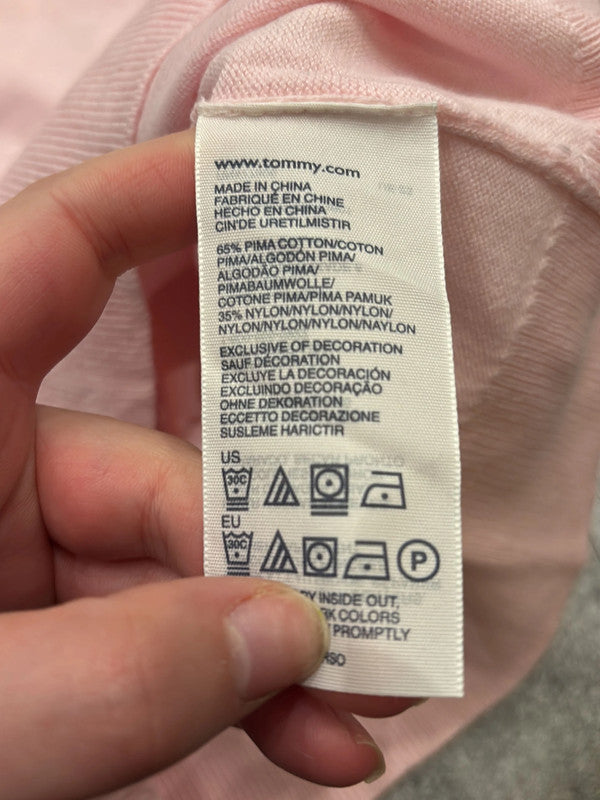 www.tommy.com
MADE IN CHINA
FABRIQUÉ EN CHINE
HECHO EN CHINA
CIN'DE URETILMISTIR
65% PIMA COTTON/COTON
PIMA/ALGODÓN PIMA/
ALGODÃO PIMA/
PIMABAUMWOLLE/
COTONE PIMA/PIMA PAMUK
35% NYLON/NYLON/NYLON/
NYLON/NYLON/NYLON/NAYLON
EXCLUSIVE OF DECORATION
SAUF DÉCORATION
EXCLUYE LA DECORACIÓN
EXCLUINDO DECORAÇÃO
OHNE DEKORATION
ECCETTO DECORAZIONE
SUSLEME HARICTIR
US
30C
EU
30C P
INSIDE OUT,
COLORS
PROMPTLY